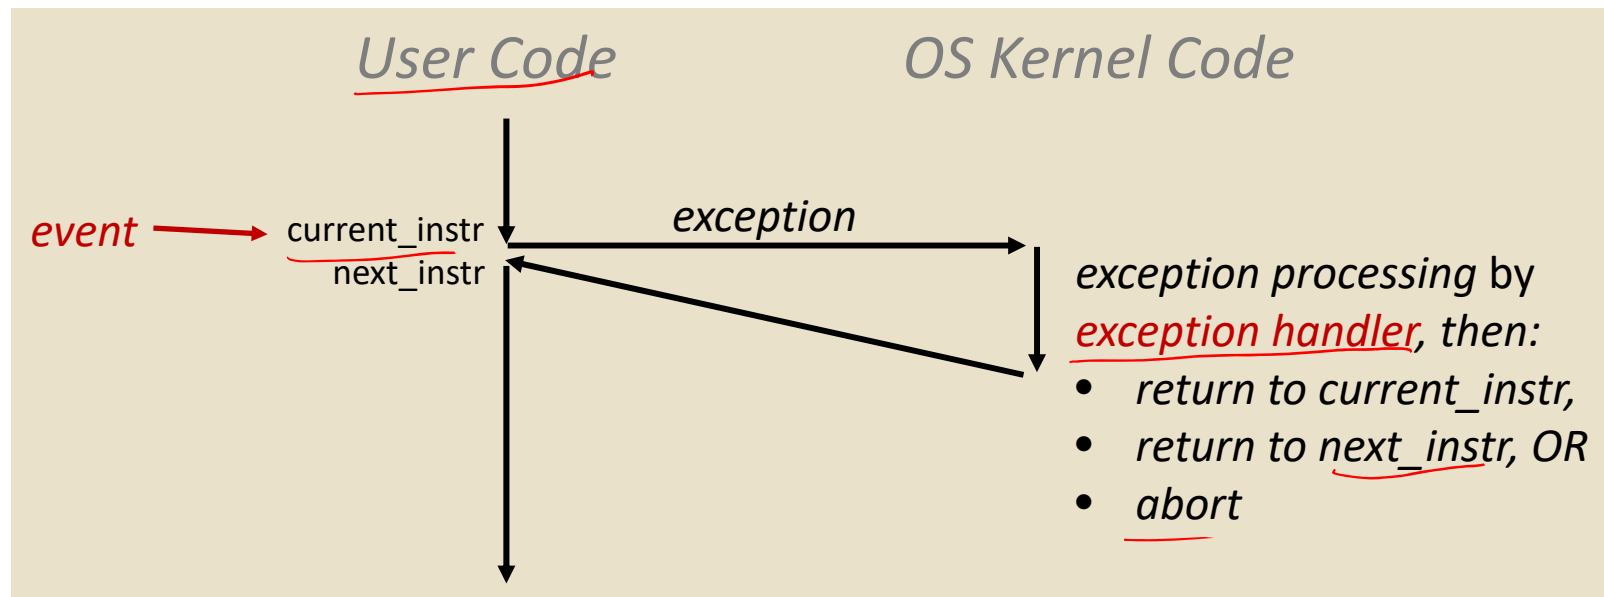 User Code
OS Kernel Code
event
current_instr
next_instr
exception
exception processing by
exception handler, then:
• return to current_instr,
• return to next_instr, OR
• abort